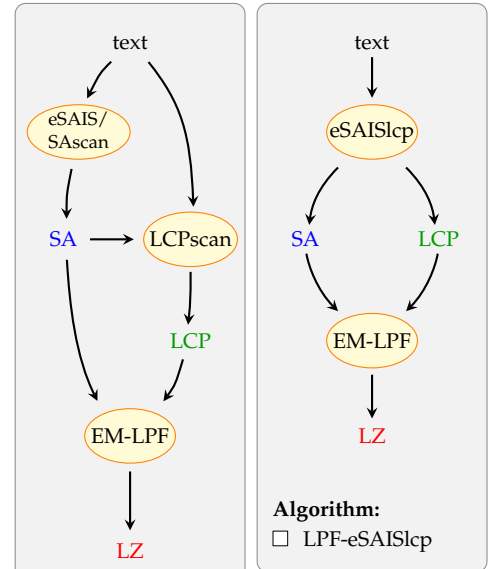 text
eSAIS/
SAscan
SA
LCPscan
LCP
EM-LPF
LZ
text
eSAISlcp
SA
LCP
EM-LPF
LZ
Algorithm:
☐ LPF-eSAISlcp